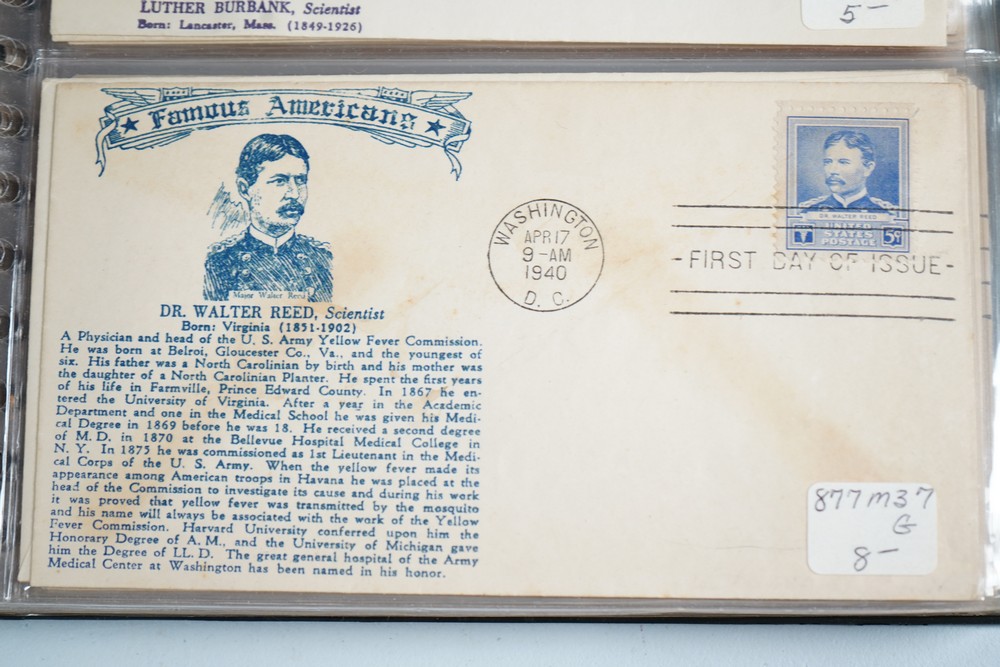 LUTHER BURBANK, Scientist
Born: Lancaster, Mass. (1849-1926)
5-
Famous Americans
Major Walter Reed
DR. WALTER REED, Scientist
Born: Virginia (1851-1902)
A Physician and head of the U. S. Army Yellow Fever Commission.
He was born at Belroi, Gloucester Co., Va., and the youngest of
six. His father was a North Carolinian by birth and his mother was
the daughter of a North Carolinian Planter. He spent the first years
of his life in Farmville, Prince Edward County. In 1867 he en-
tered the University of Virginia. After a year in the Academic
Department and one in the Medical School he was given his Medi-
cal Degree in 1869 before he was 18. He received a second degree
of M. D. in 1870 at the Bellevue Hospital Medical College in
N. Y. In 1875 he was commissioned as 1st Lieutenant in the Medi-
cal Corps of the U. S. Army. When the yellow fever made its
appearance among American troops in Havana he was placed at the
head of the Commission to investigate its cause and during his work
it was proved that yellow fever was transmitted by the mosquito
and his name will always be associated with the work of the Yellow
Fever Commission. Harvard University conferred upon him the
Honorary Degree of A. M., and the University of Michigan gave
him the Degree of LL. D. The great general hospital of the Army
Medical Center at Washington has been named in his honor.
WASHINGTON
APR 17
9-AM
1940
D. C.
DR. WALTER REED
UNITED
STATES
POSTAGE
5¢
-FIRST DAY OF ISSUE-
877M37
G
8-